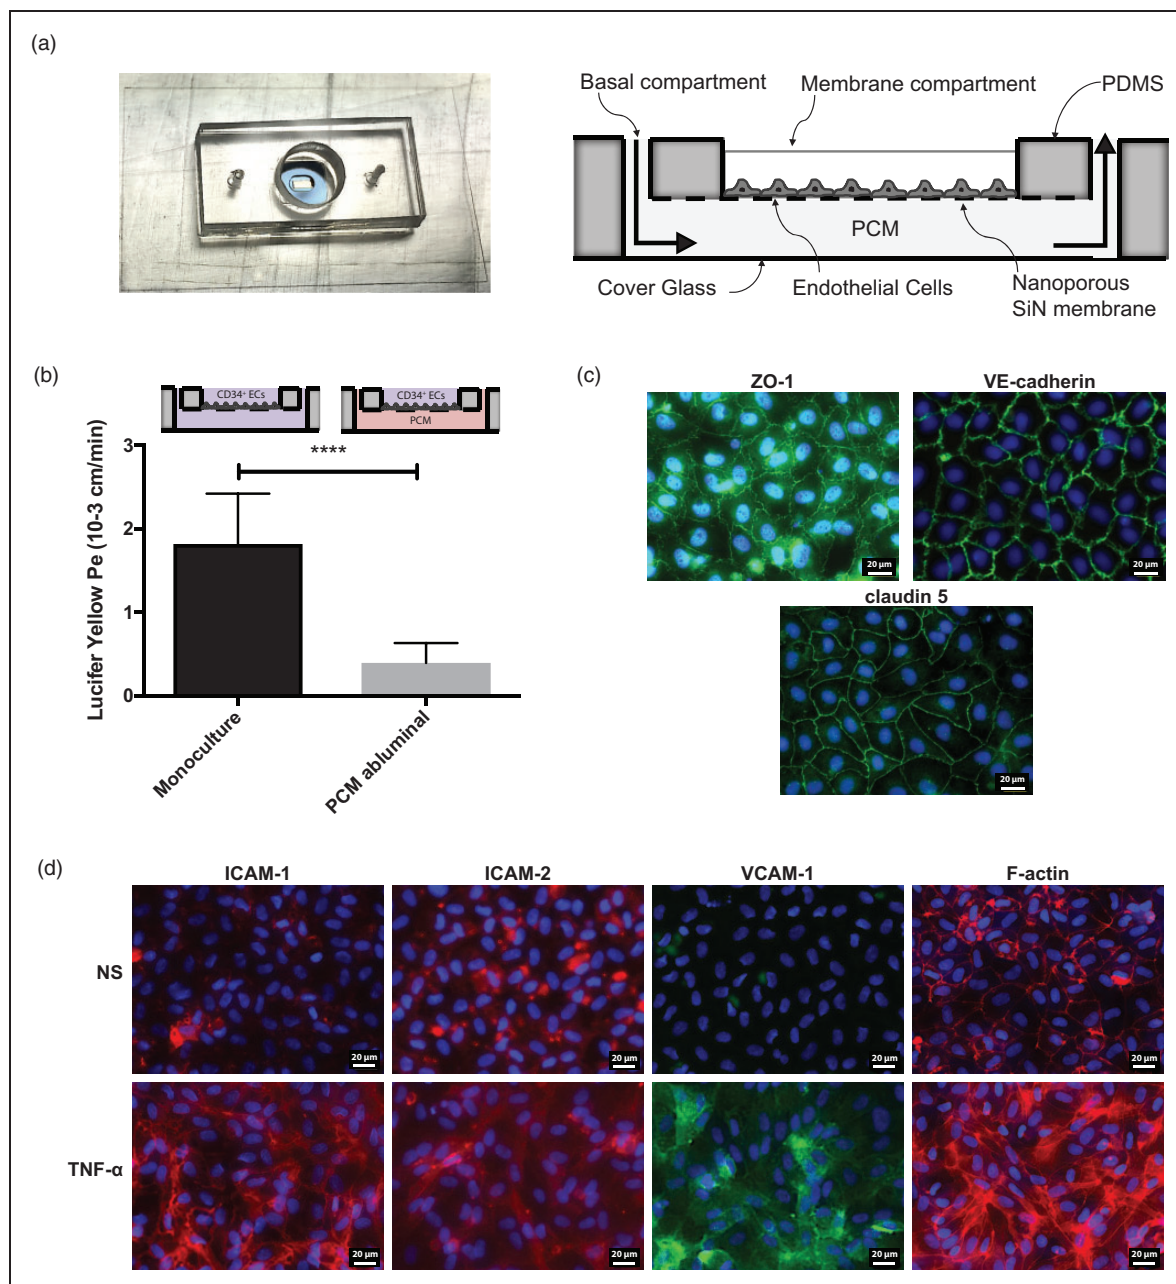 (a)
Basal compartment
Membrane compartment
PDMS
PCM
Cover Glass
Endothelial Cells
Nanoporous
SiN membrane
(b)
CD34+ ECs
CD34+ ECs
PCM
****
Lucifer Yellow Pe (10-3 cm/min)
3
2
1
0
Monoculture
PCM abluminal
(c)
ZO-1
VE-cadherin
20 µm
20 µm
claudin 5
20 µm
(d)
ICAM-1
ICAM-2
VCAM-1
F-actin
NS
20 µm
20 µm
20 µm
20 µm
TNF-α
20 µm
20 µm
20 µm
20 µm